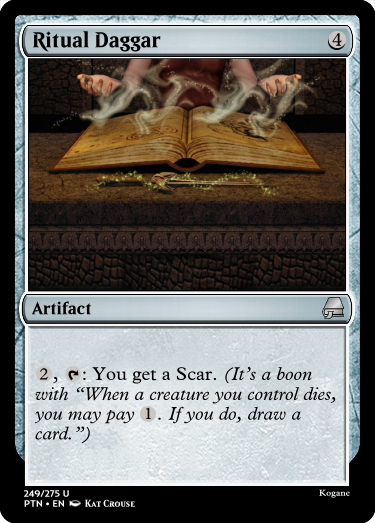 Ritual Daggar 4
Artifact
2, T: You get a Scar. (It's a boon
with "When a creature you control dies,
you may pay 1. If you do, draw a
card.")
249/275 U Kogane
PTN • EN Kat Crouse